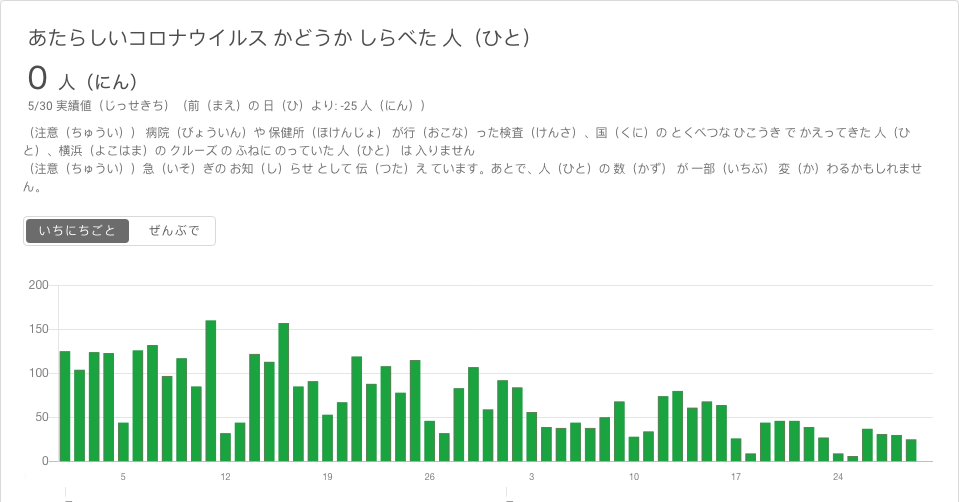 あたらしいコロナウイルス かどうか しらべた 人（ひと）
0 人（にん）
5/30 実績値（じっせきち）（前（まえ）の 日（ひ）より: -25 人（にん））
（注意（ちゅうい）） 病院（びょういん）や 保健所（ほけんじょ） が行（おこな）った検査（けんさ）、国（くに）の とくべつな ひこうき で かえってきた 人（ひ
と）、横浜（よこはま）の クルーズ の ふねに のっていた 人（ひと） は 入りません
（注意（ちゅうい））急（いそ）ぎの お知（し）らせ として 伝（つた）え ています。あとで、人（ひと）の 数（かず） が 一部（いちぶ） 変（か）わるかもしれませ
ん。
いちにちごと ぜんぶで
200
150
100
50
0
5 12 19 26 3 10 17 24